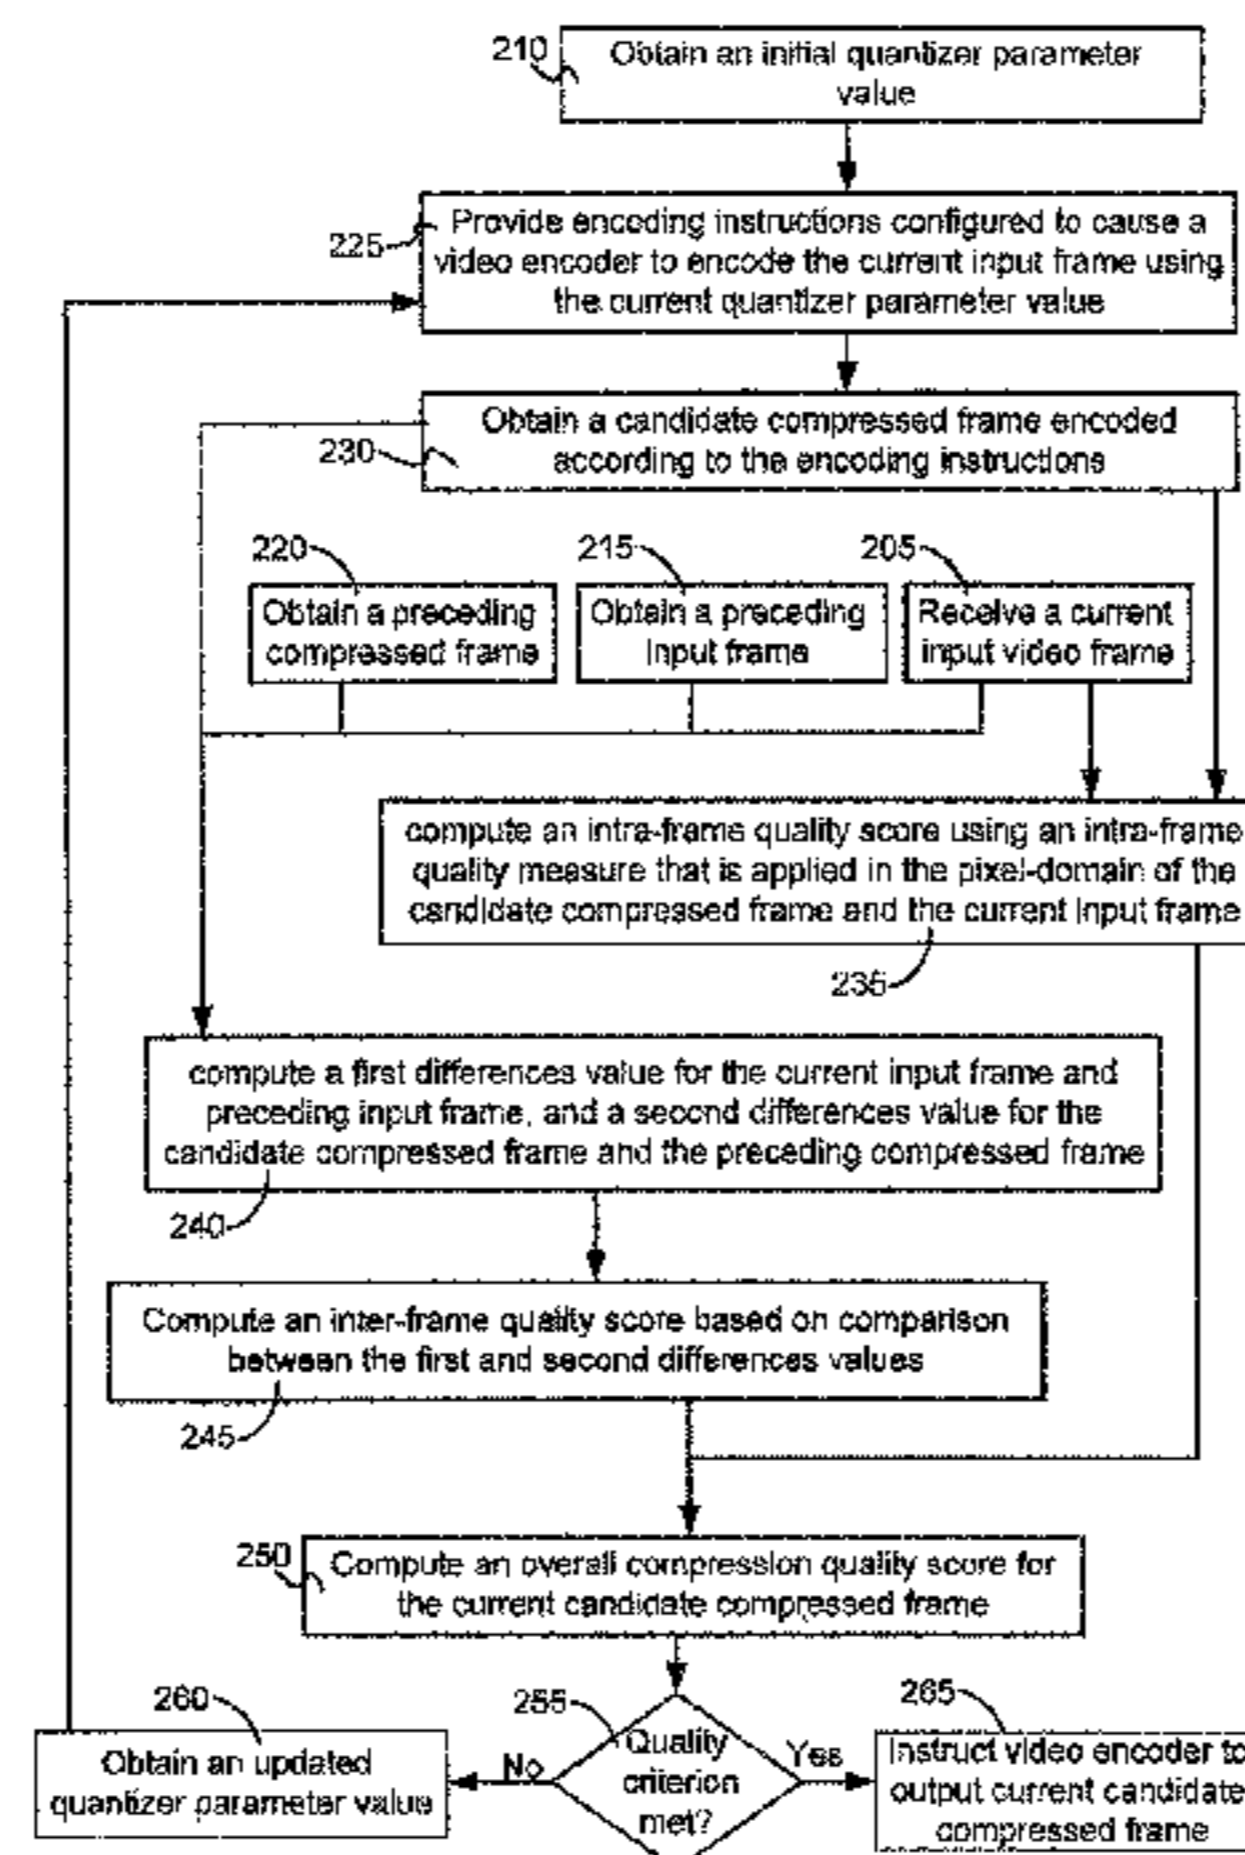 210
Obtain an initial quantizer parameter
value
225
Provide encoding instructions configured to cause a
video encoder to encode the current input frame using
the current quantizer parameter value
230
Obtain a candidate compressed frame encoded
according to the encoding instructions
220
215
205
Obtain a preceding
compressed frame
Obtain a preceding
input frame
Receive a current
input video frame
compute an intra-frame quality score using an intra-frame
quality measure that is applied in the pixel-domain of the
candidate compressed frame and the current input frame
235
compute a first differences value for the current input frame and
preceding input frame, and a second differences value for the
candidate compressed frame and the preceding compressed frame
240
Compute an inter-frame quality score based on comparison
between the first and second differences values
245
250
Compute an overall compression quality score for
the current candidate compressed frame
260
255
265
Obtain an updated
quantizer parameter value
No
Quality
criterion
met?
Yes
Instruct video encoder to
output current candidate
compressed frame